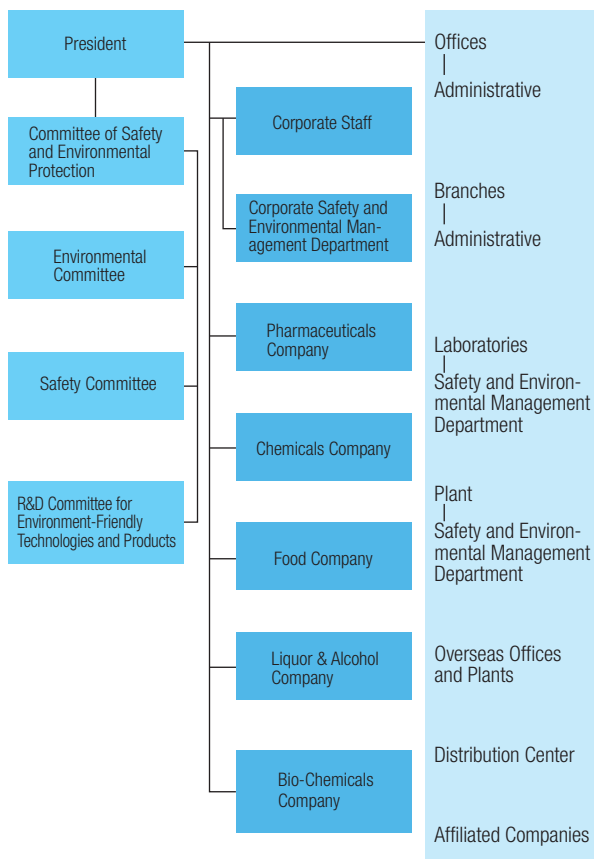 President
Committee of Safety
and Environmental
Protection
Environmental
Committee
Safety Committee
R&D Committee for
Environment-Friendly
Technologies and Products
Corporate Staff
Corporate Safety and
Environmental Man-
agement Department
Pharmaceuticals
Company
Chemicals Company
Food Company
Liquor & Alcohol
Company
Bio-Chemicals
Company
Offices
Administrative
Branches
Administrative
Laboratories
Safety and Environ-
mental Management
Department
Plant
Safety and Environ-
mental Management
Department
Overseas Offices
and Plants
Distribution Center
Affiliated Companies